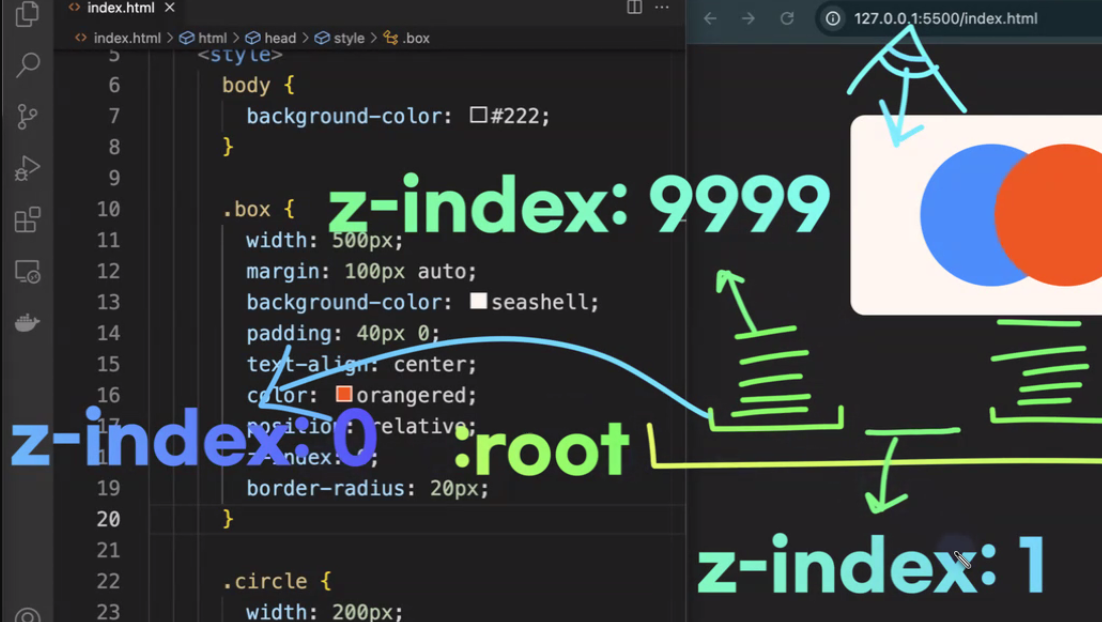 index.html
127.0.0.1:5500/index.html
index.html > html > head > style > .box
5 <style>
6 body {
7 background-color: #222;
8 }
9
10 .box {
z-index: 9999
11 width: 500px;
12 margin: 100px auto;
13 background-color: seashell;
14 padding: 40px 0;
15 text-align: center;
16 color: orangered;
17 position: relative;
z-index: 0
:root
z-index: 0;
19 border-radius: 20px;
20 }
z-index: 1
21
22 .circle {
23 width: 200px;